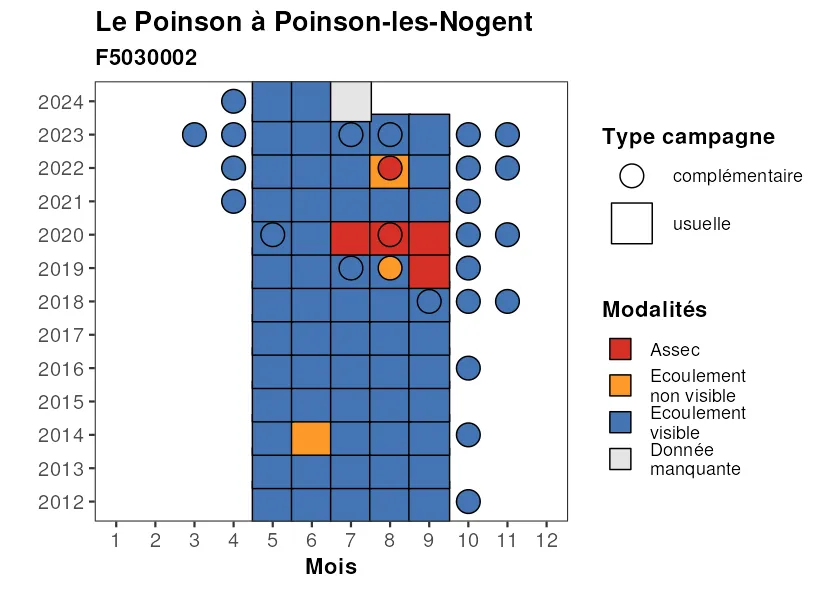 Le Poinson à Poinson-les-Nogent
F5030002
2024
2023
2022
2021
2020
2019
2018
2017
2016
2015
2014
2013
2012
1 2 3 4 5 6 7 8 9 10 11 12
Mois
Type campagne
complémentaire
usuelle
Modalités
Assec
Ecoulement
non visible
Ecoulement
visible
Donnée
manquante